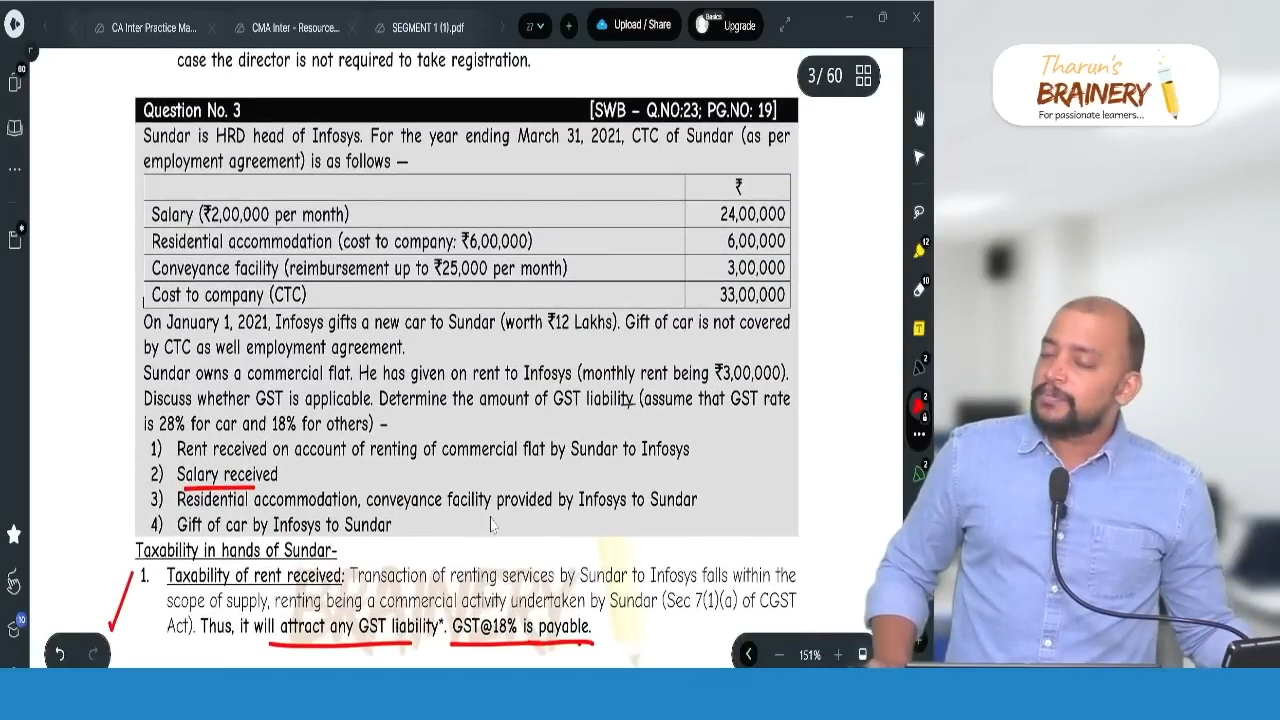 CA Inter Practice Ma...
CMA Inter - Resource...
SEGMENT 1 (1).pdf
27
Upload / Share
Basics
Upgrade
case the director is not required to take registration.
3 / 60
Tharun's
BRAINERY
For passionate learners...
Question No. 3 [SWB – Q.NO:23; PG.NO: 19]
Sundar is HRD head of Infosys. For the year ending March 31, 2021, CTC of Sundar (as per
employment agreement) is as follows –
₹
Salary (₹2,00,000 per month) 24,00,000
Residential accommodation (cost to company: ₹6,00,000) 6,00,000
Conveyance facility (reimbursement up to ₹25,000 per month) 3,00,000
Cost to company (CTC) 33,00,000
On January 1, 2021, Infosys gifts a new car to Sundar (worth ₹12 Lakhs). Gift of car is not covered
by CTC as well employment agreement.
Sundar owns a commercial flat. He has given on rent to Infosys (monthly rent being ₹3,00,000).
Discuss whether GST is applicable. Determine the amount of GST liability (assume that GST rate
is 28% for car and 18% for others) –
1) Rent received on account of renting of commercial flat by Sundar to Infosys
2) Salary received
3) Residential accommodation, conveyance facility provided by Infosys to Sundar
4) Gift of car by Infosys to Sundar
Taxability in hands of Sundar-
1. Taxability of rent received: Transaction of renting services by Sundar to Infosys falls within the
scope of supply, renting being a commercial activity undertaken by Sundar (Sec 7(1)(a) of CGST
Act). Thus, it will attract any GST liability*. GST@18% is payable.
151%
60
12
10
T
2
2
2
10